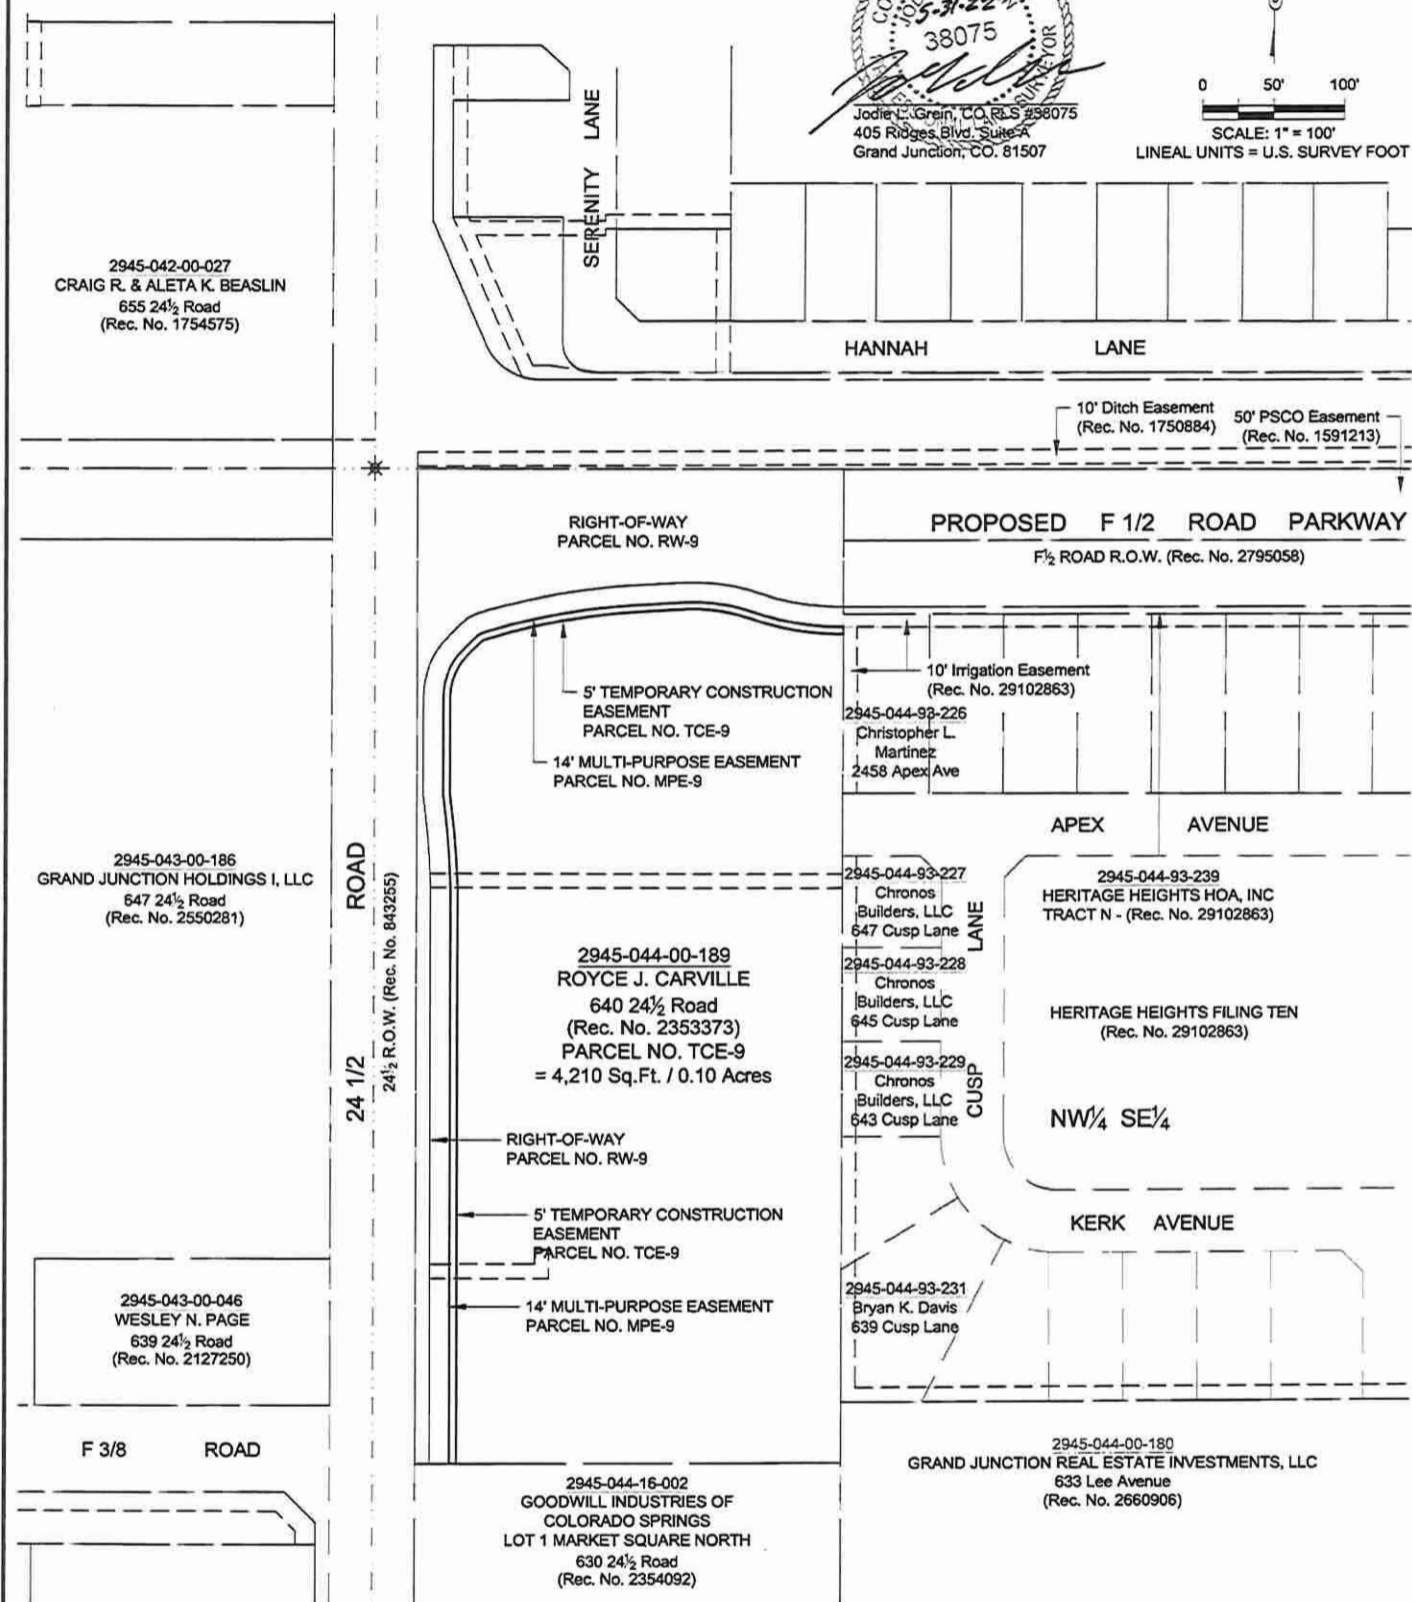 5-31-22
38075
Jodie L. Grein, CO RLS #38075
405 Ridges Blvd. Suite A
Grand Junction, CO. 81507
0 50' 100'
SCALE: 1" = 100'
LINEAL UNITS = U.S. SURVEY FOOT
SERENITY LANE
2945-042-00-027
CRAIG R. & ALETA K. BEASLIN
655 24½ Road
(Rec. No. 1754575)
HANNAH LANE
10' Ditch Easement
(Rec. No. 1750884)
50' PSCO Easement
(Rec. No. 1591213)
RIGHT-OF-WAY
PARCEL NO. RW-9
PROPOSED F 1/2 ROAD PARKWAY
F½ ROAD R.O.W. (Rec. No. 2795058)
10' Irrigation Easement
(Rec. No. 29102863)
5' TEMPORARY CONSTRUCTION
EASEMENT
PARCEL NO. TCE-9
14' MULTI-PURPOSE EASEMENT
PARCEL NO. MPE-9
2945-044-93-226
Christopher L.
Martinez
2458 Apex Ave
APEX AVENUE
2945-043-00-186
GRAND JUNCTION HOLDINGS I, LLC
647 24½ Road
(Rec. No. 2550281)
24 1/2 ROAD
24½ R.O.W. (Rec. No. 843255)
2945-044-93-227
Chronos
Builders, LLC
647 Cusp Lane
2945-044-93-239
HERITAGE HEIGHTS HOA, INC
TRACT N - (Rec. No. 29102863)
2945-044-00-189
ROYCE J. CARVILLE
640 24½ Road
(Rec. No. 2353373)
PARCEL NO. TCE-9
= 4,210 Sq.Ft. / 0.10 Acres
2945-044-93-228
Chronos
Builders, LLC
645 Cusp Lane
CUSP LANE
HERITAGE HEIGHTS FILING TEN
(Rec. No. 29102863)
2945-044-93-229
Chronos
Builders, LLC
643 Cusp Lane
NW¼ SE¼
RIGHT-OF-WAY
PARCEL NO. RW-9
5' TEMPORARY CONSTRUCTION
EASEMENT
PARCEL NO. TCE-9
KERK AVENUE
2945-043-00-046
WESLEY N. PAGE
639 24½ Road
(Rec. No. 2127250)
14' MULTI-PURPOSE EASEMENT
PARCEL NO. MPE-9
2945-044-93-231
Bryan K. Davis
639 Cusp Lane
F 3/8 ROAD
2945-044-16-002
GOODWILL INDUSTRIES OF
COLORADO SPRINGS
LOT 1 MARKET SQUARE NORTH
630 24½ Road
(Rec. No. 2354092)
2945-044-00-180
GRAND JUNCTION REAL ESTATE INVESTMENTS, LLC
633 Lee Avenue
(Rec. No. 2660906)